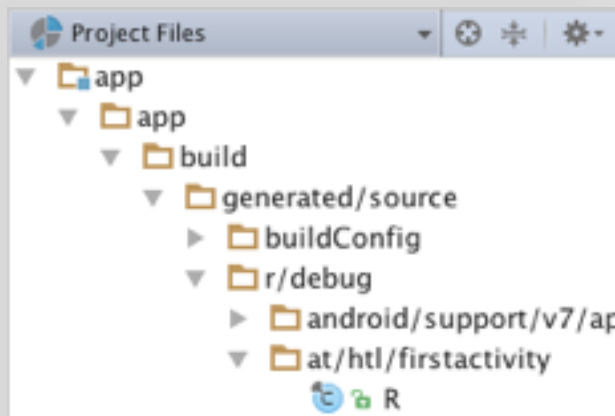 Project Files
app
app
build
generated/source
buildConfig
r/debug
android/support/v7/ap
at/htl/firstactivity
R